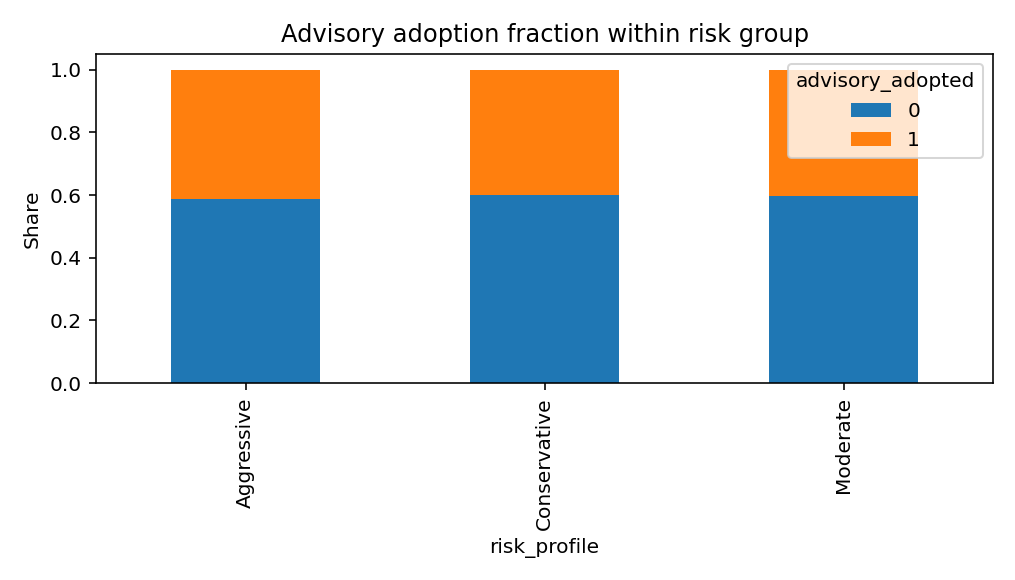 Advisory adoption fraction within risk group
advisory_adopted
0
1
Share
1.0
0.8
0.6
0.4
0.2
0.0
Aggressive
Conservative
Moderate
risk_profile